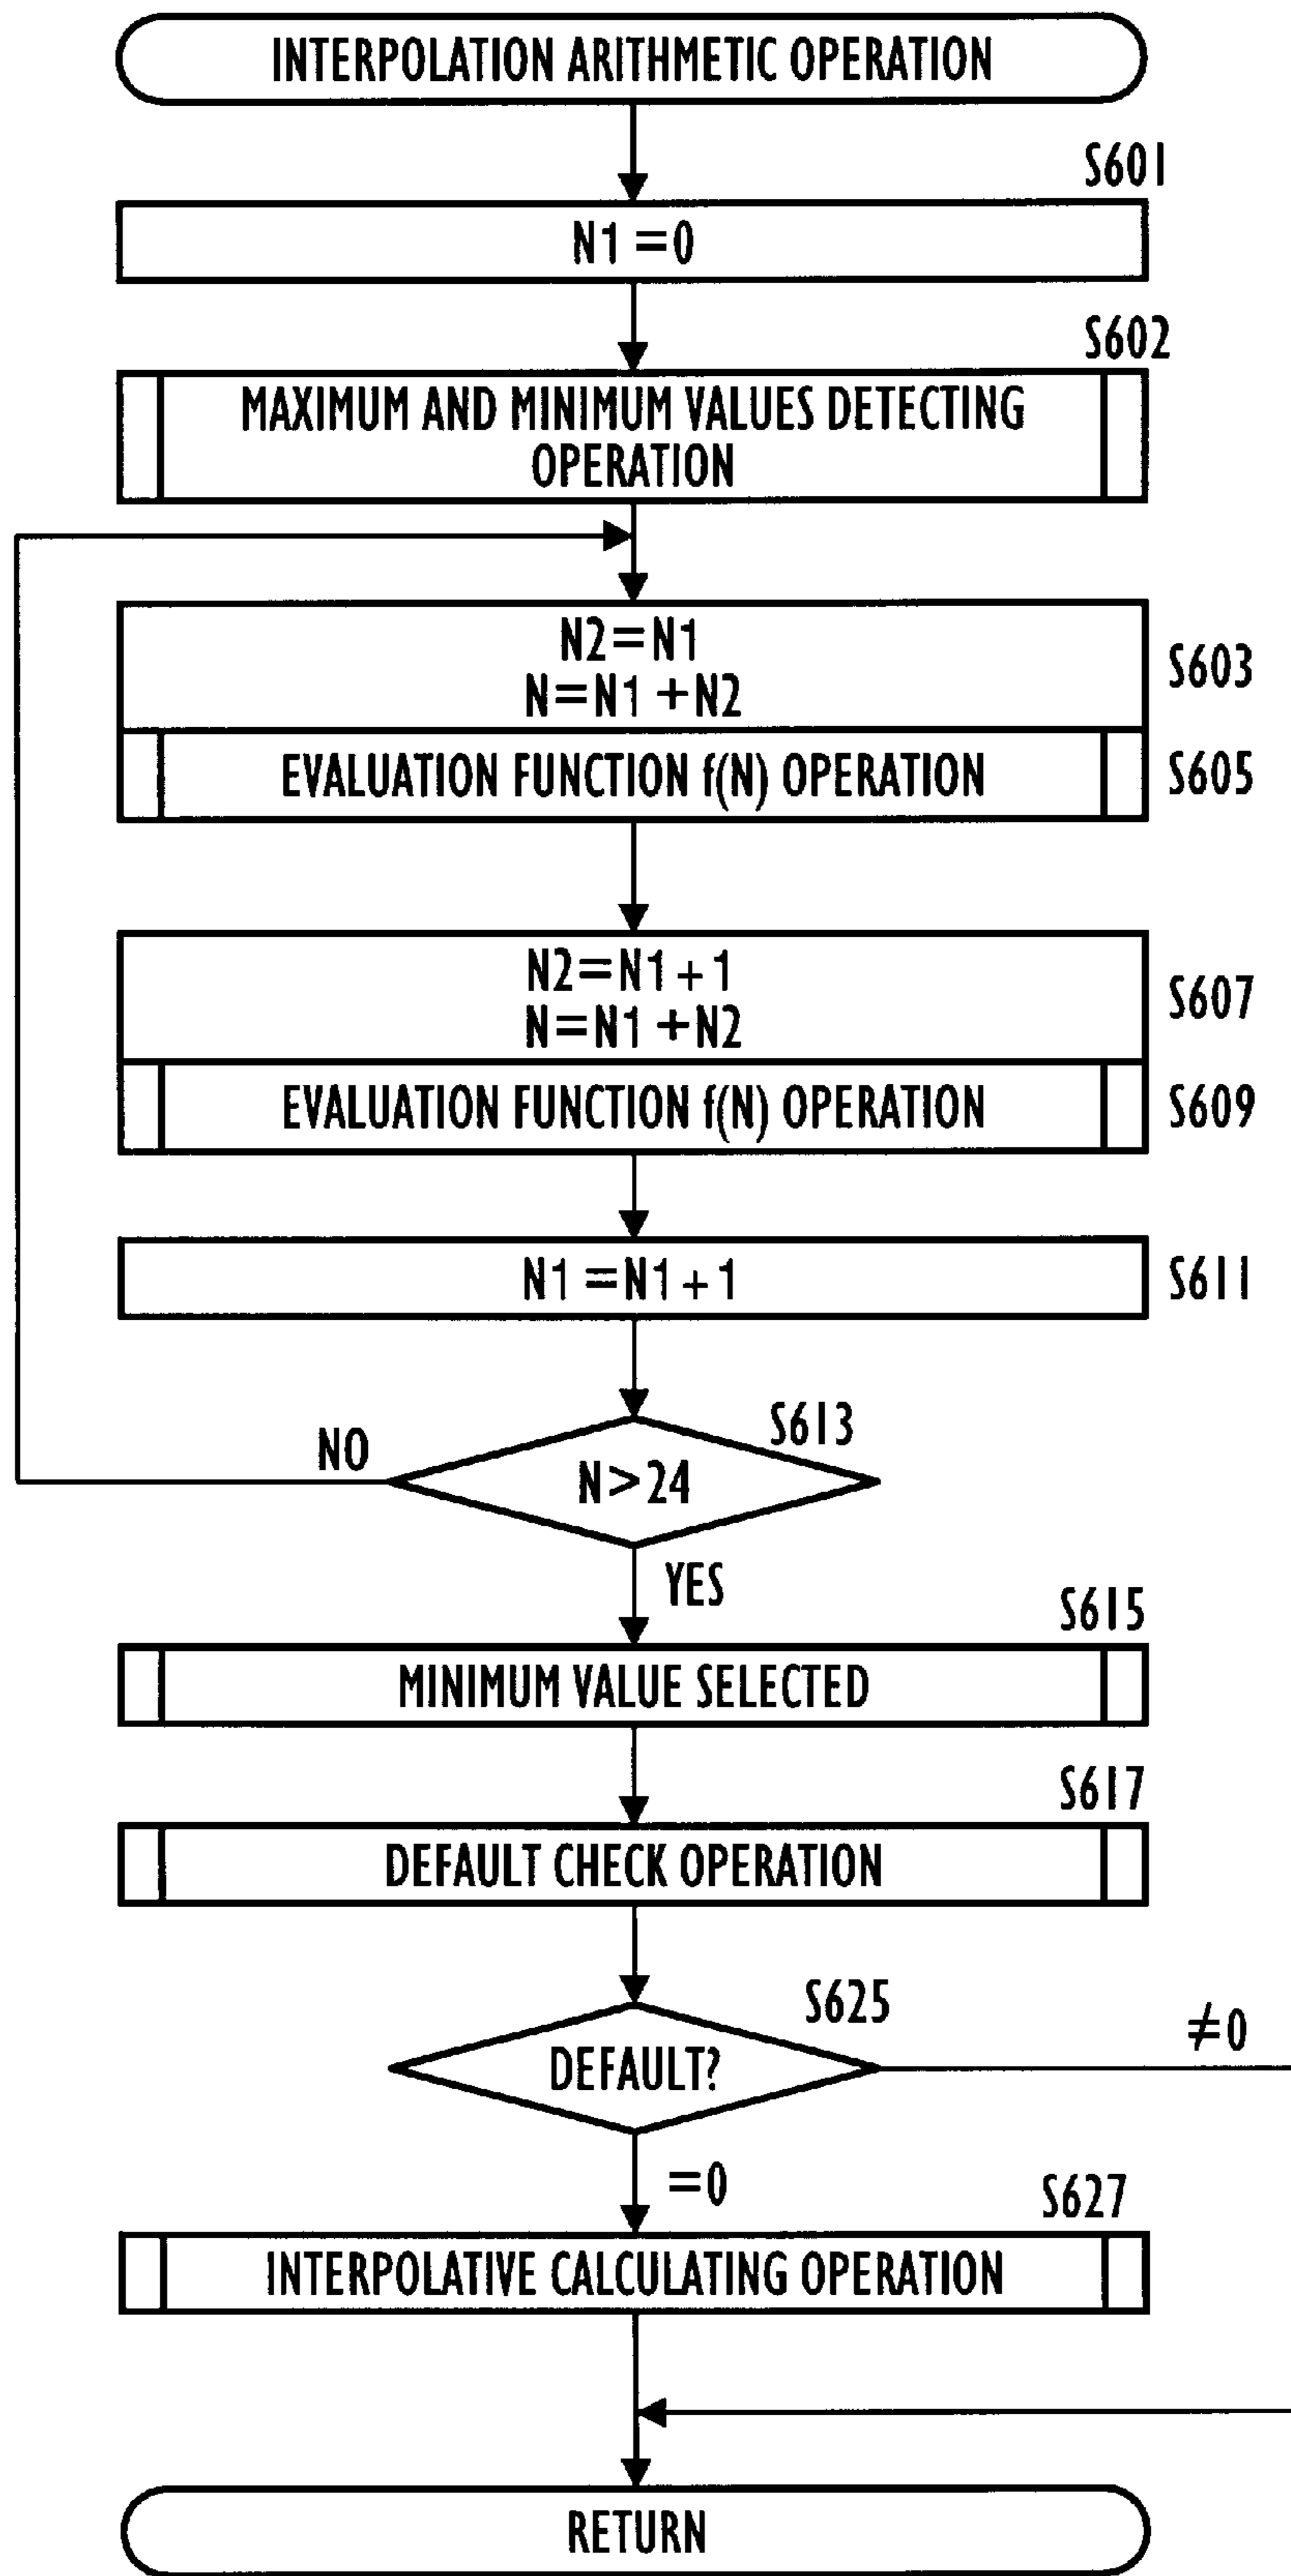 INTERPOLATION ARITHMETIC OPERATION
S601
N1=0
S602
MAXIMUM AND MINIMUM VALUES DETECTING
OPERATION
N2=N1
N=N1+N2
S603
EVALUATION FUNCTION f(N) OPERATION
S605
N2=N1+1
N=N1+N2
S607
EVALUATION FUNCTION f(N) OPERATION
S609
N1=N1+1
S611
S613
NO
N>24
YES
S615
MINIMUM VALUE SELECTED
S617
DEFAULT CHECK OPERATION
S625
≠0
DEFAULT?
=0
S627
INTERPOLATIVE CALCULATING OPERATION
RETURN